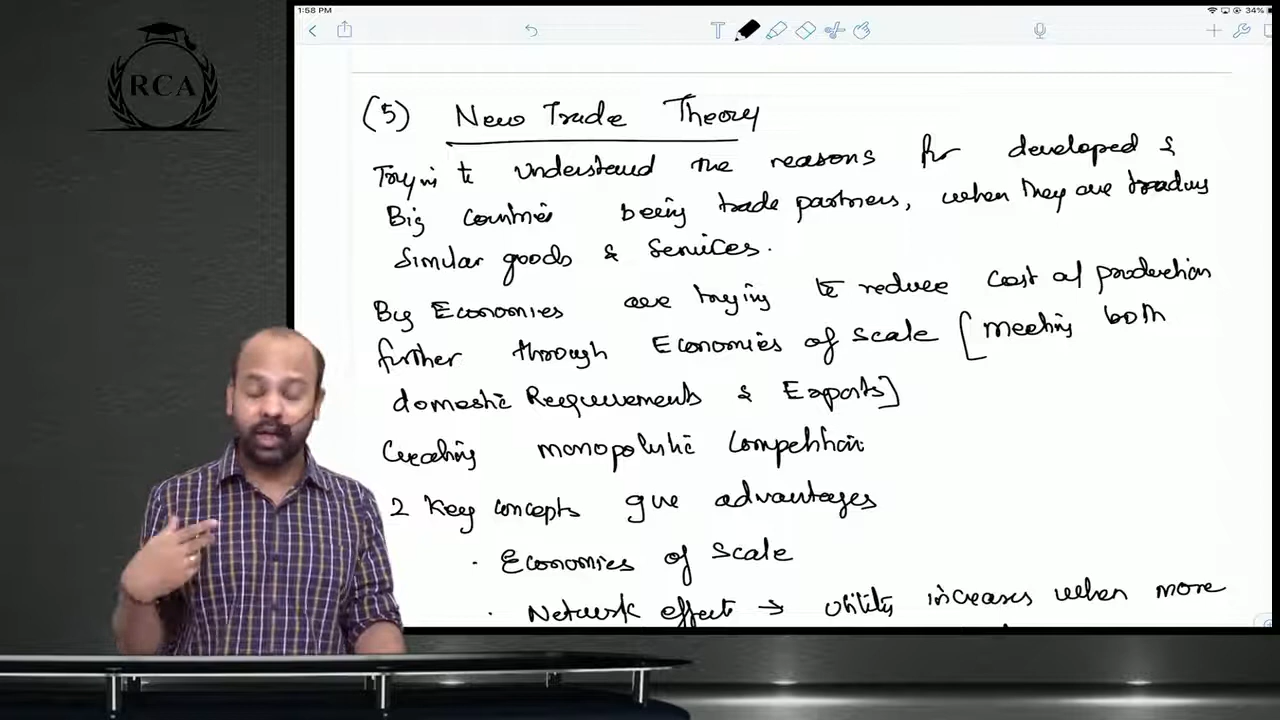 1:58 PM
34%
RCA
T
(5) New Trade Theory
Trying to understand the reasons for developed &
Big countries being trade partners, when they are trading
Similar goods & Services.
Big Economies are trying to reduce cost of production
further through Economies of scale [meeting both
domestic Requirements & Exports]
Creating monopolistic Competition
2 Key concepts give advantages
· Economies of Scale
· Network effect → Utility increases when more